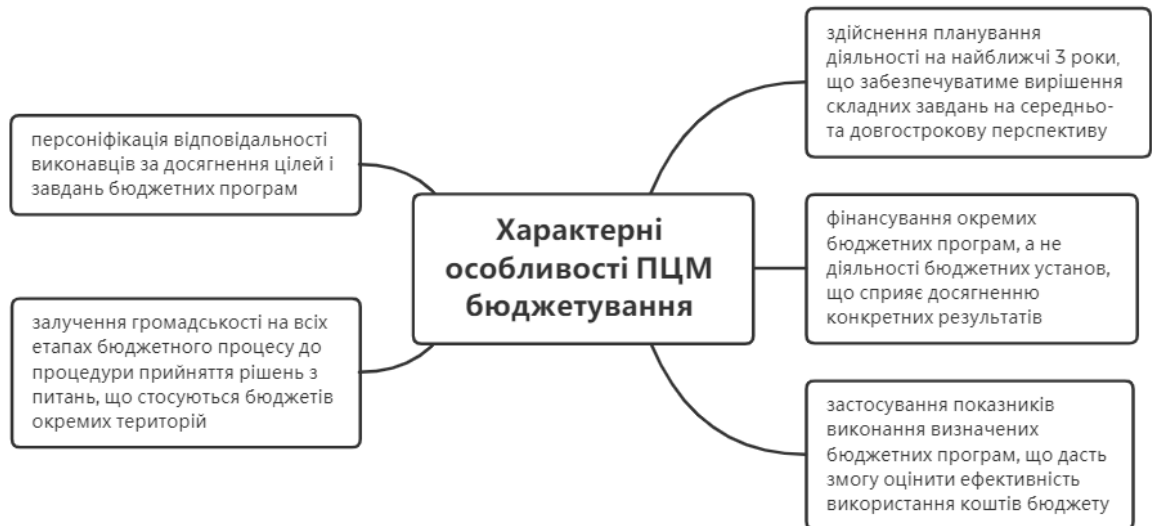 Характерні
особливості ПЦМ
бюджетування
здійснення планування
діяльності на найближчі 3 роки,
що забезпечуватиме вирішення
складних завдань на середньо-
та довгострокову перспективу
фінансування окремих
бюджетних програм, а не
діяльності бюджетних установ,
що сприяє досягненню
конкретних результатів
застосування показників
виконання визначених
бюджетних програм, що дасть
змогу оцінити ефективність
використання коштів бюджету
персоніфікація відповідальності
виконавців за досягнення цілей і
завдань бюджетних програм
залучення громадськості на всіх
етапах бюджетного процесу до
процедури прийняття рішень з
питань, що стосуються бюджетів
окремих територій